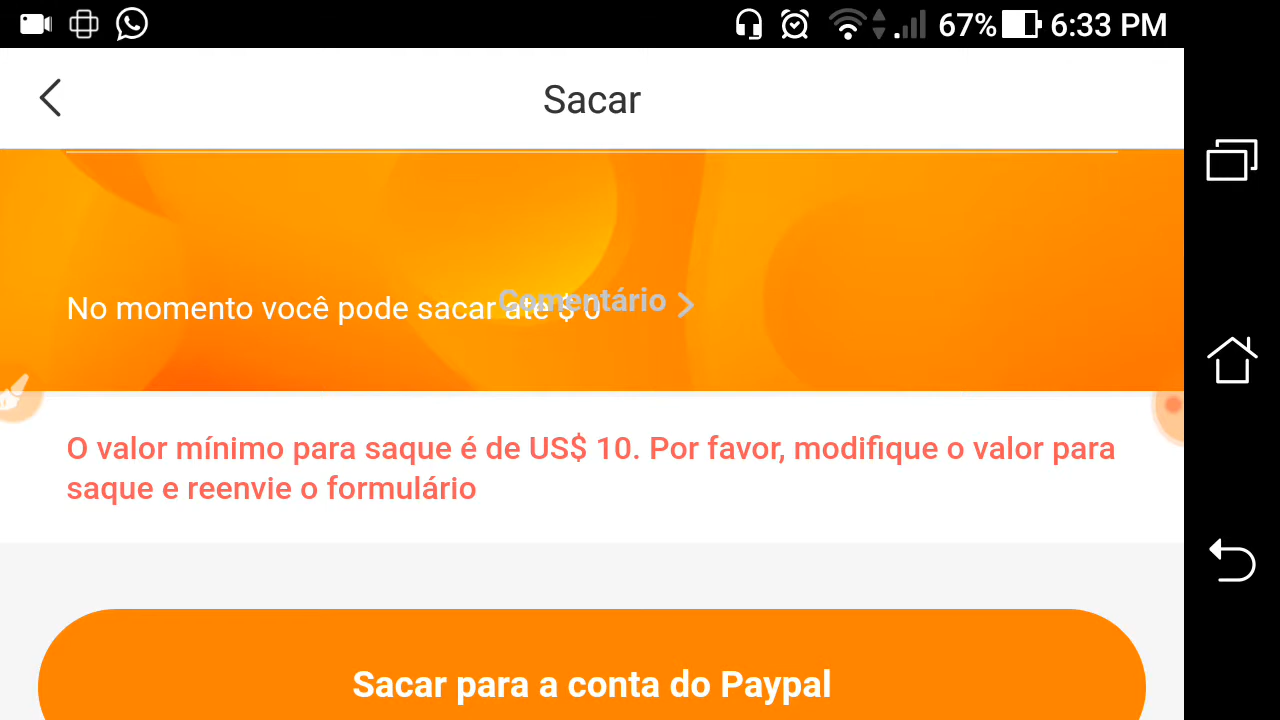 67% 6:33 PM
Sacar
No momento você pode sacar até $ 0
Comentário
O valor mínimo para saque é de US$ 10. Por favor, modifique o valor para
saque e reenvie o formulário
Sacar para a conta do Paypal